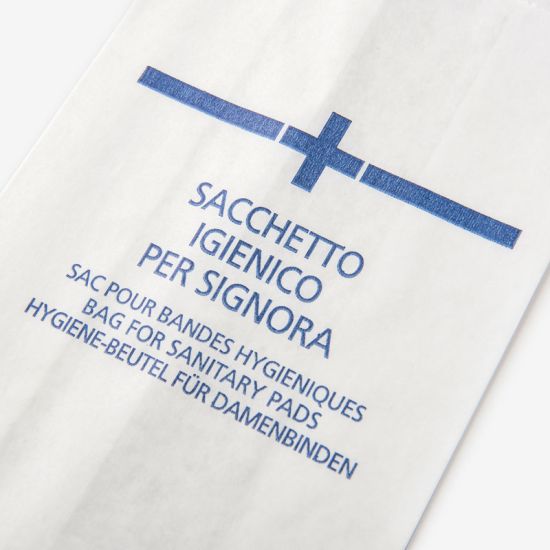 SACCHETTO
IGIENICO
PER SIGNORA
SAC POUR BANDES HYGIENIQUES
BAG FOR SANITARY PADS
HYGIENE-BEUTEL FÜR DAMENBINDEN